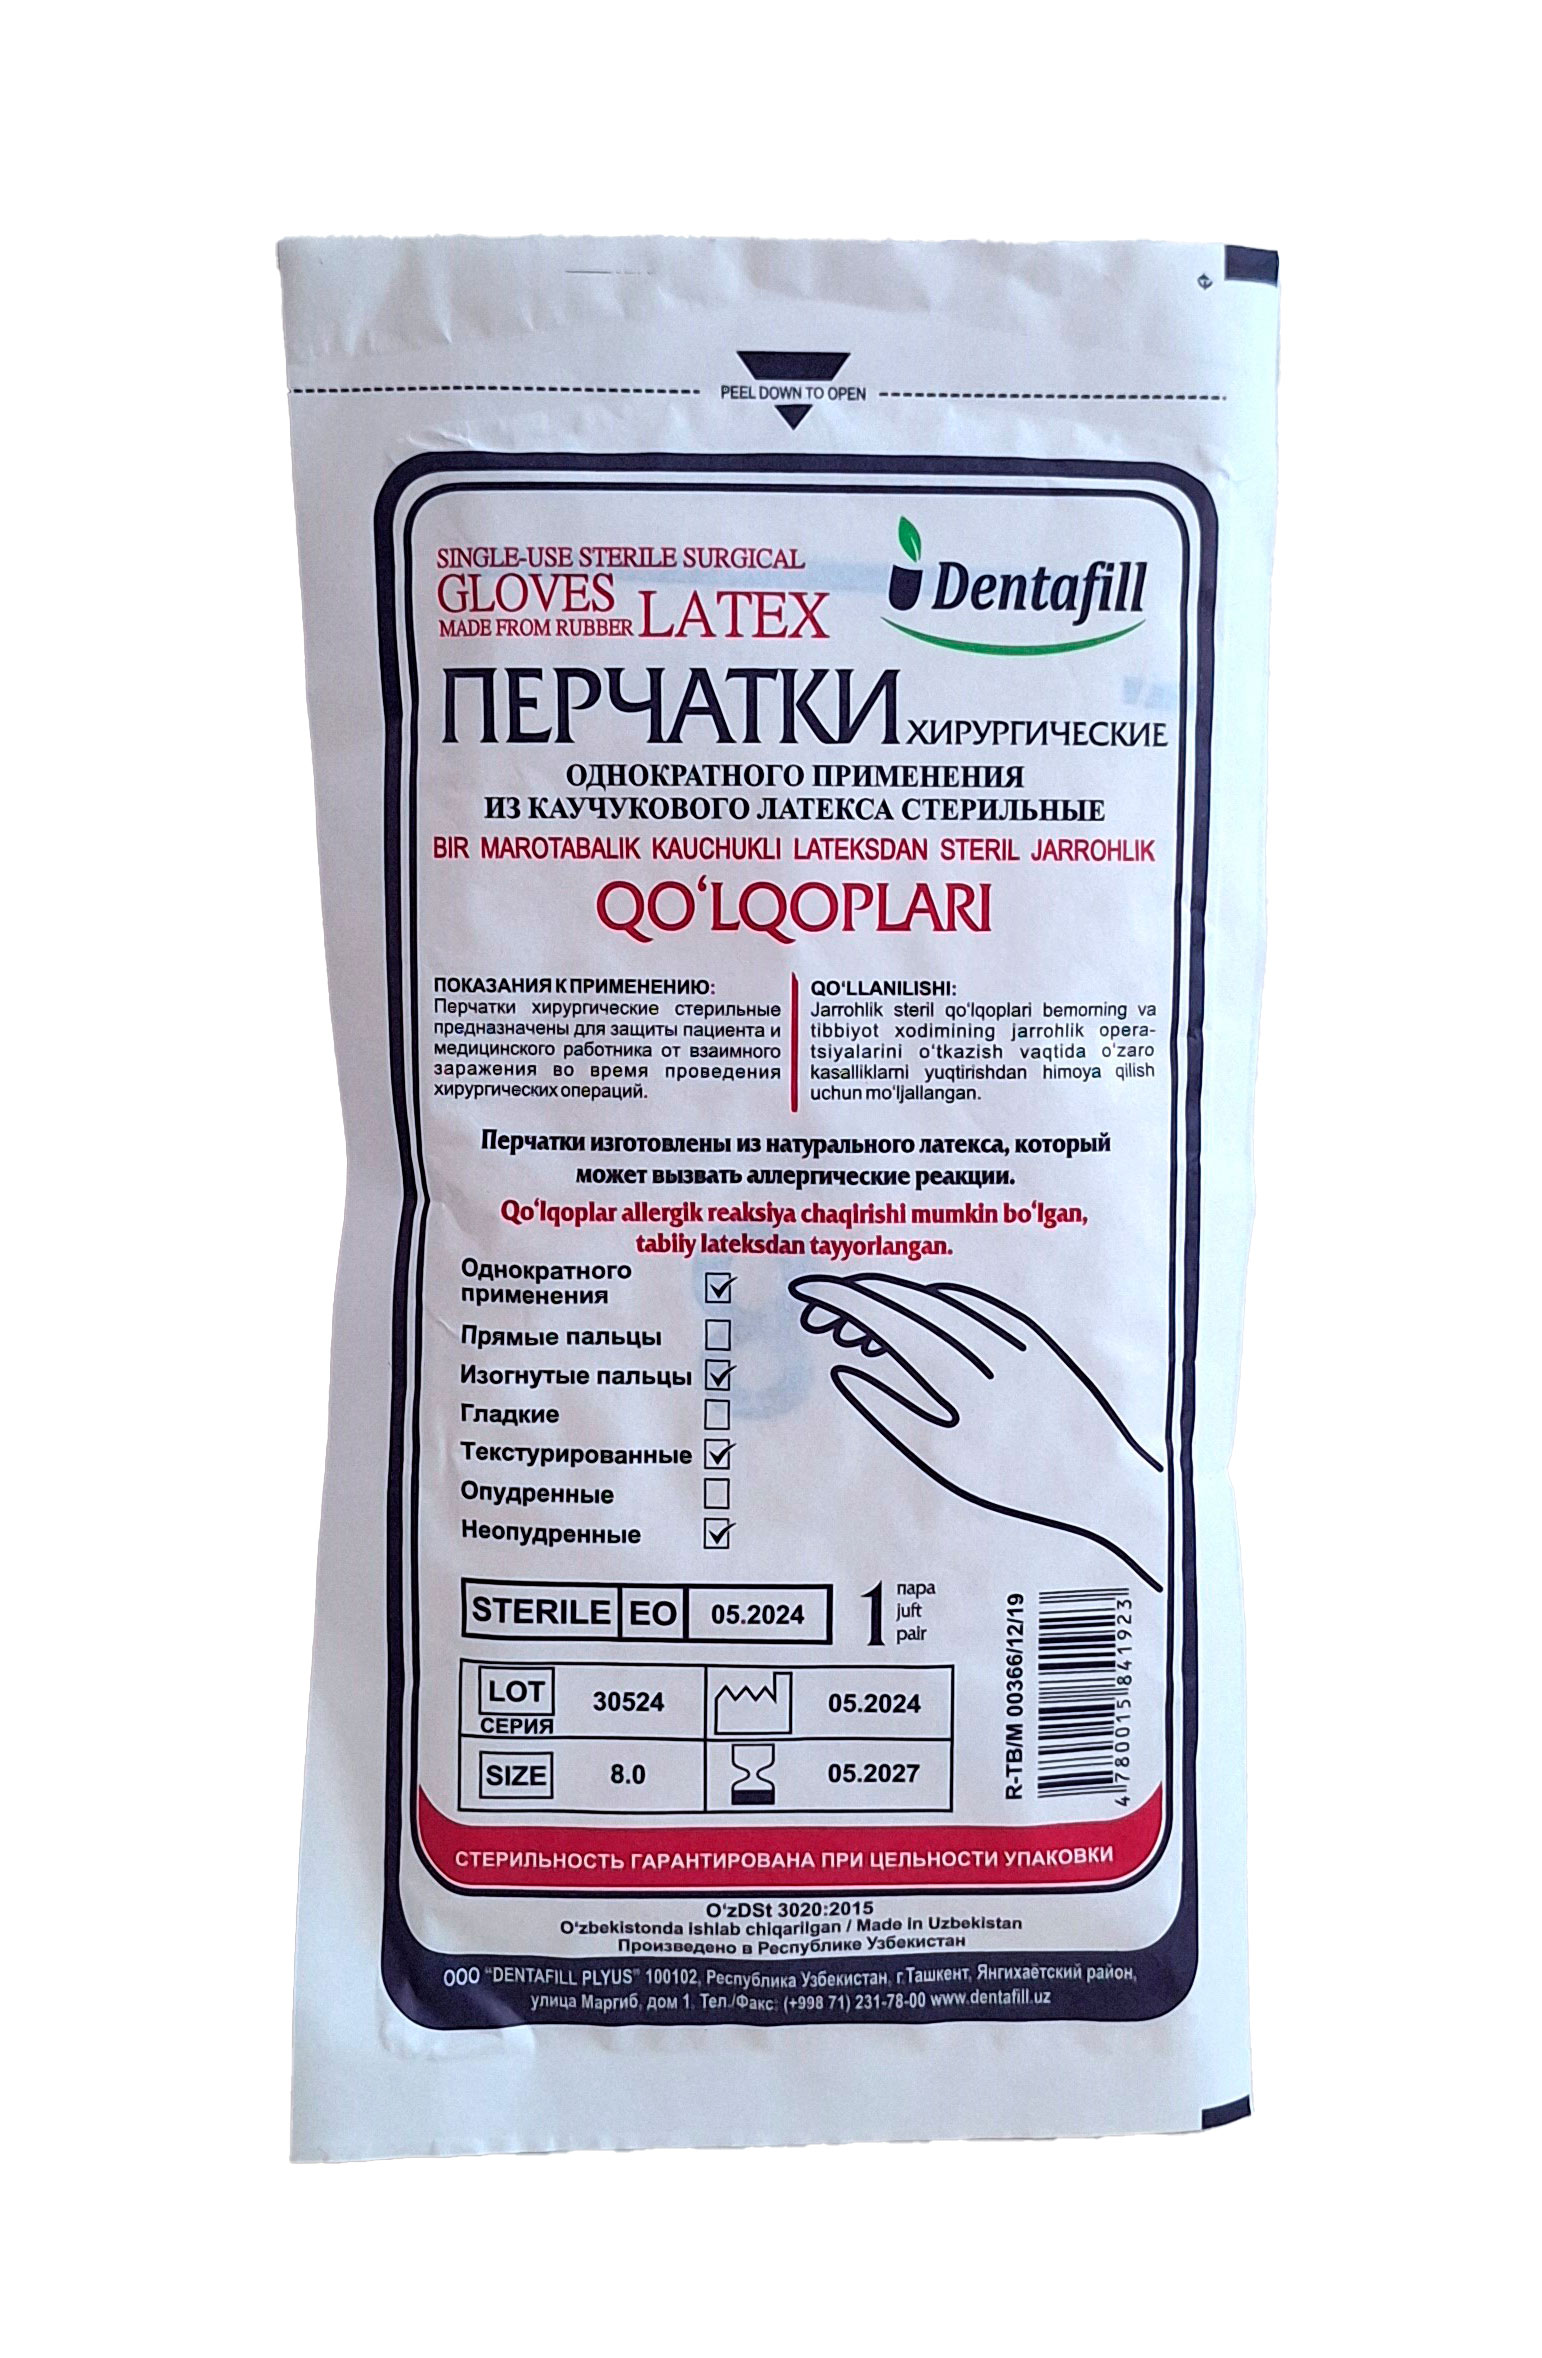 PEEL DOWN TO OPEN
SINGLE-USE STERILE SURGICAL
GLOVES
MADE FROM RUBBER LATEX
Dentafill
ПЕРЧАТКИ ХИРУРГИЧЕСКИЕ
ОДНОКРАТНОГО ПРИМЕНЕНИЯ
ИЗ КАУЧУКОВОГО ЛАТЕКСА СТЕРИЛЬНЫЕ
BIR MAROTABALIK KAUCHUKLI LATEKSDAN STERIL JARROHLIK
QO‘LQOPLARI
ПОКАЗАНИЯ К ПРИМЕНЕНИЮ:
Перчатки хирургические стерильные
предназначены для защиты пациента и
медицинского работника от взаимного
заражения во время проведения
хирургических операций.
QO‘LLANILISHI:
Jarrohlik steril qo‘lqoplari bemorning va
tibbiyot xodimining jarrohlik opera-
tsiyalarini o‘tkazish vaqtida o‘zaro
kasalliklarni yuqtirishdan himoya qilish
uchun mo‘ljallangan.
Перчатки изготовлены из натурального латекса, который
может вызвать аллергические реакции.
Qo‘lqoplar allergik reaksiya chaqirishi mumkin bo‘lgan,
tabiiy lateksdan tayyorlangan.
Однократного
применения
Прямые пальцы
Изогнутые пальцы
Гладкие
Текстурированные
Опудренные
Неопудренные
STERILE EO 05.2024
1 пара
juft
pair
LOT 30524 05.2024
СЕРИЯ
SIZE 8.0 05.2027
R-TB/M 00366/12/19
4780015841923
СТЕРИЛЬНОСТЬ ГАРАНТИРОВАНА ПРИ ЦЕЛЬНОСТИ УПАКОВКИ
O‘zDSt 3020:2015
O‘zbekistonda ishlab chiqarilgan / Made in Uzbekistan
Произведено в Республике Узбекистан
ООО "DENTAFILL PLYUS" 100102, Республика Узбекистан, г.Ташкент, Янгихаётский район,
улица Маргиб, дом 1. Тел./Факс: (+998 71) 231-78-00 www.dentafill.uz